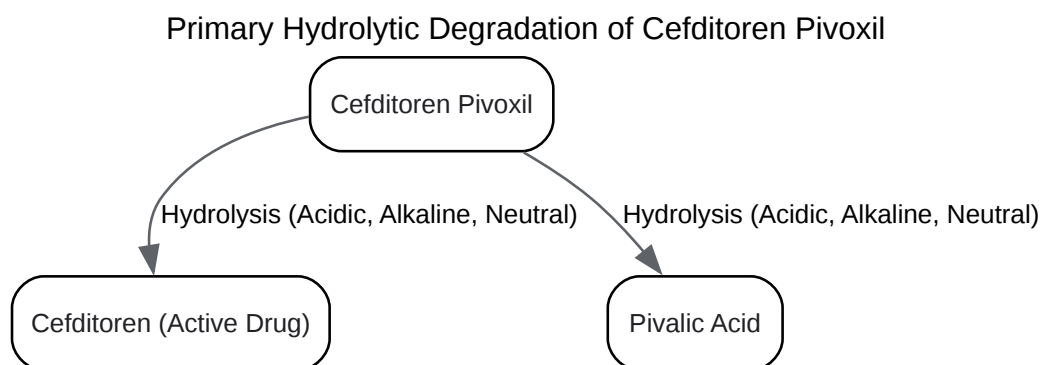 Primary Hydrolytic Degradation of Cefditoren Pivoxil
Cefditoren Pivoxil
Hydrolysis (Acidic, Alkaline, Neutral)
Hydrolysis (Acidic, Alkaline, Neutral)
Cefditoren (Active Drug)
Pivalic Acid